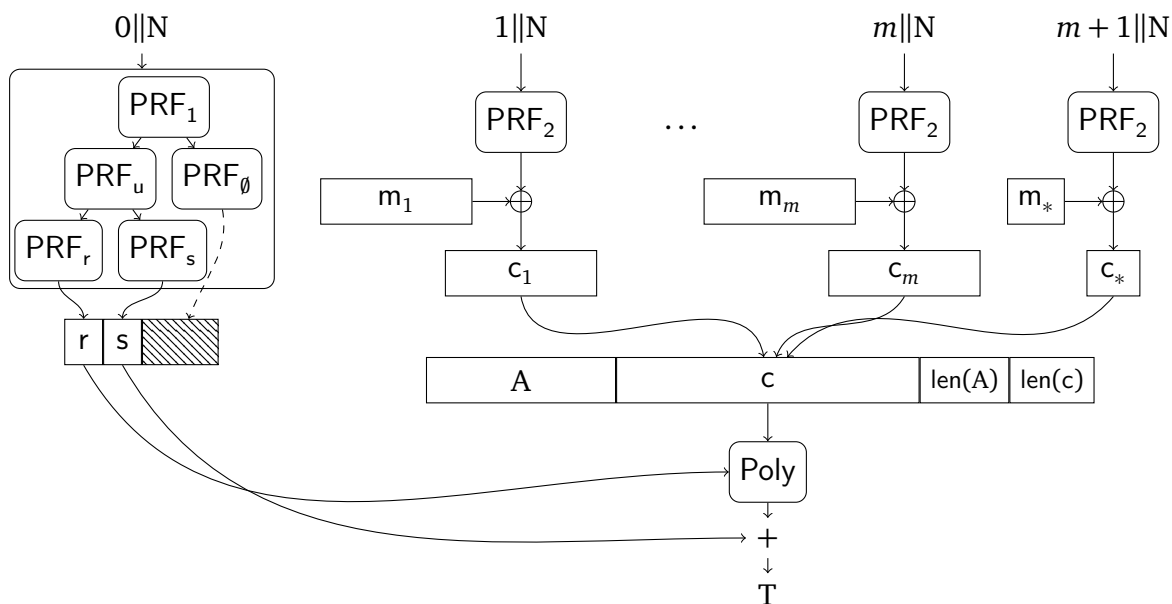 0||N 1||N m||N m + 1||N
PRF₁
PRF₂ ... PRF₂ PRF₂
PRFᵤ PRF∅
m₁ mₘ m⁎
PRFᵣ PRFₛ
c₁ cₘ c⁎
r s
A c len(A) len(c)
Poly
+
T